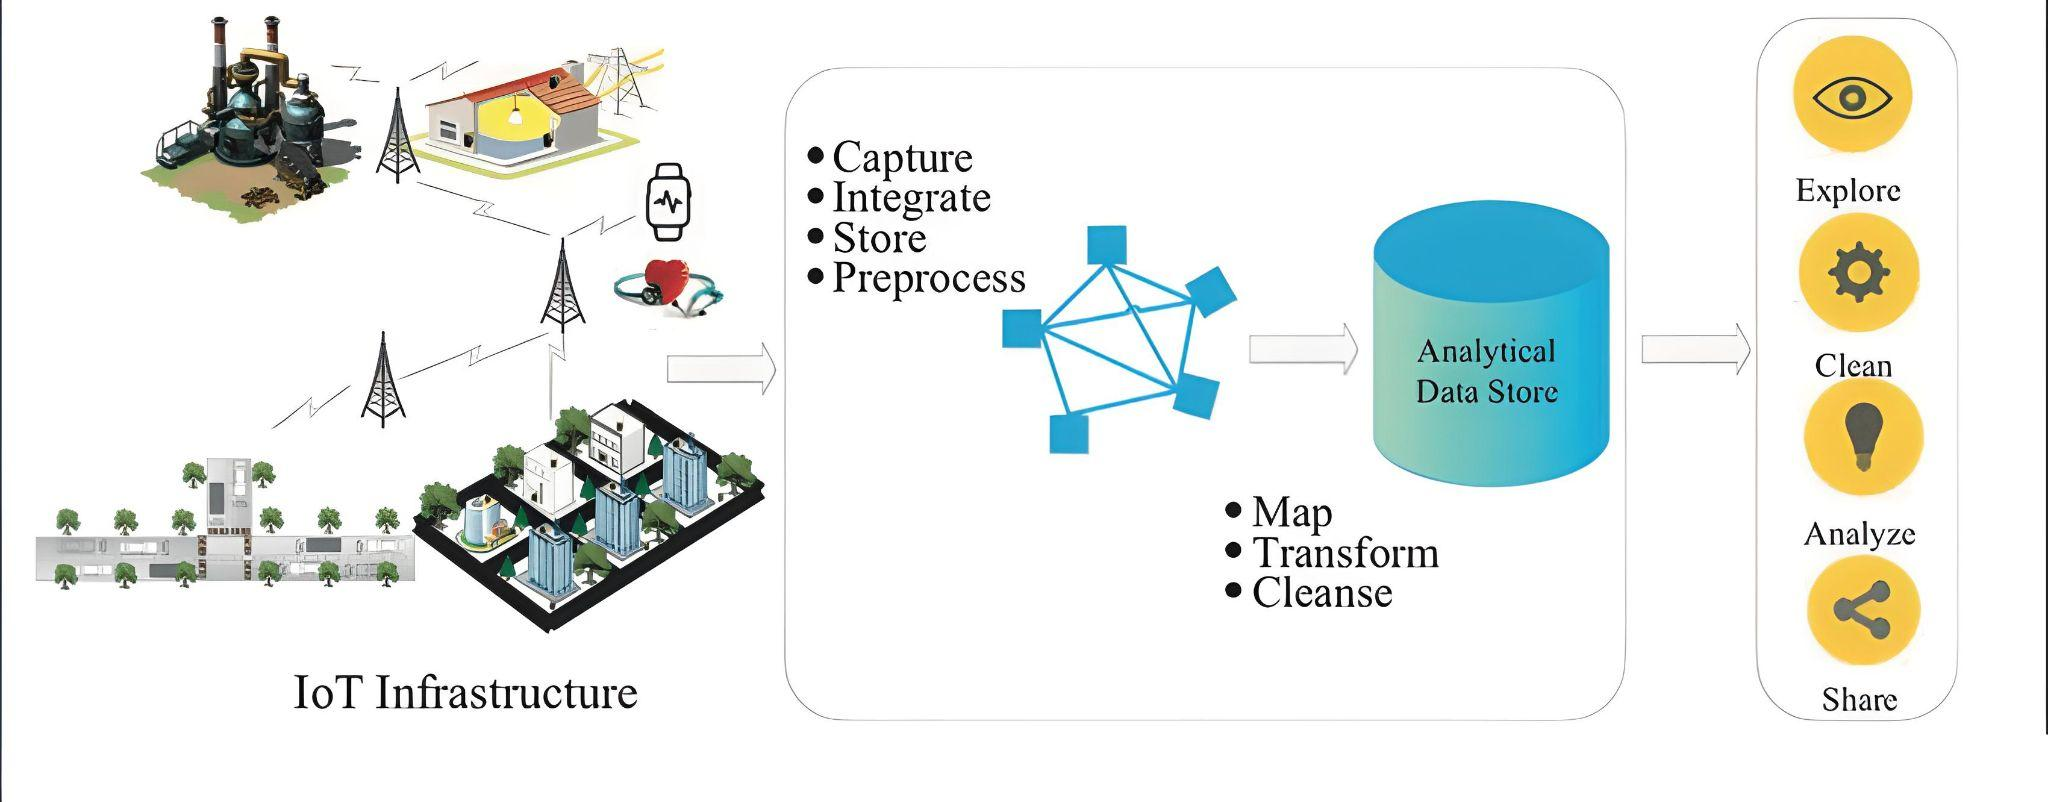 Capture
Integrate
Store
Preprocess
Analytical
Data Store
Map
Transform
Cleanse
IoT Infrastructure
Explore
Clean
Analyze
Share